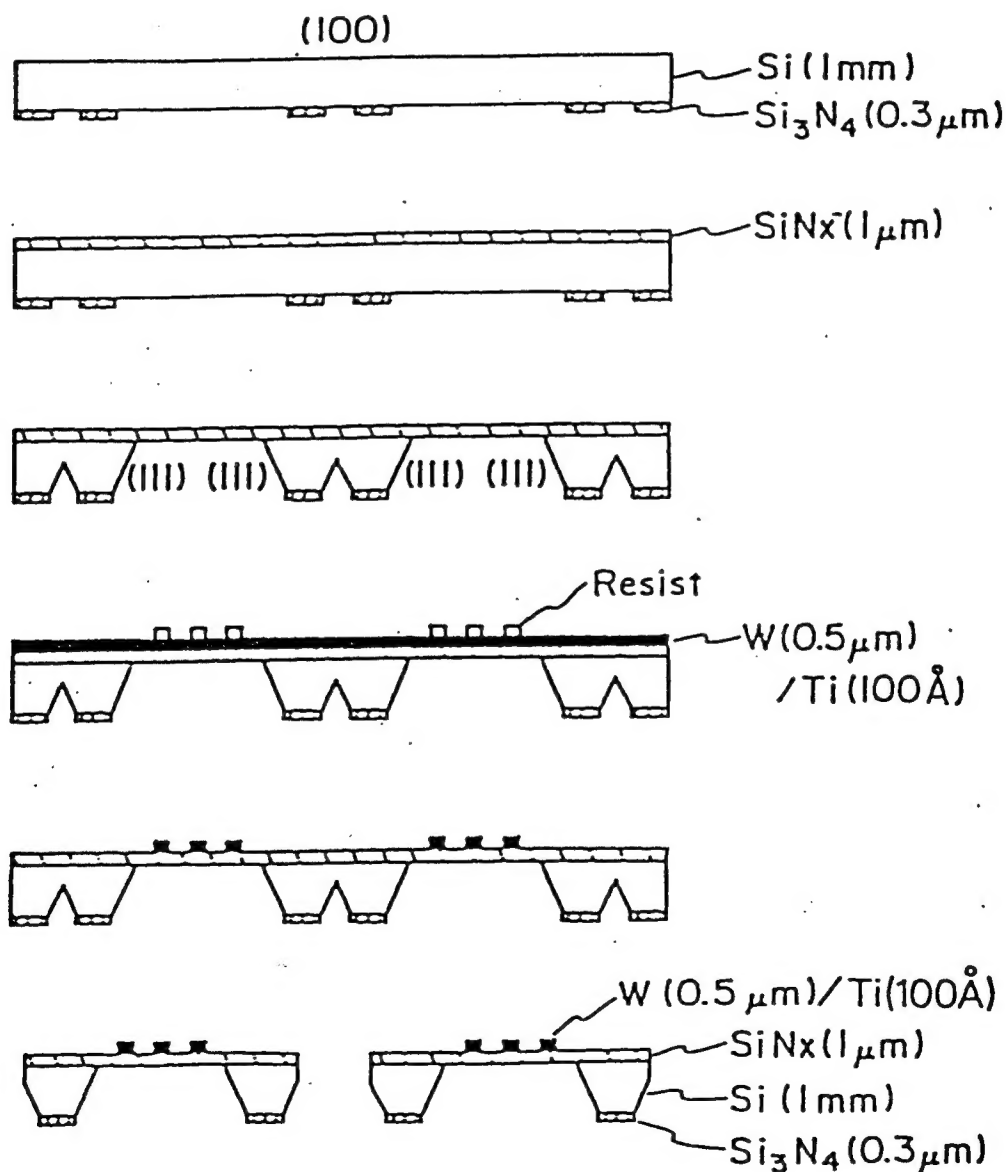 (100)
Si(1mm)
Si₃N₄(0.3μm)
SiNx(1μm)
(111) (111) (111) (111)
Resist
W(0.5μm)
/Ti(100Å)
W(0.5μm)/Ti(100Å)
SiNx(1μm)
Si(1mm)
Si₃N₄(0.3μm)